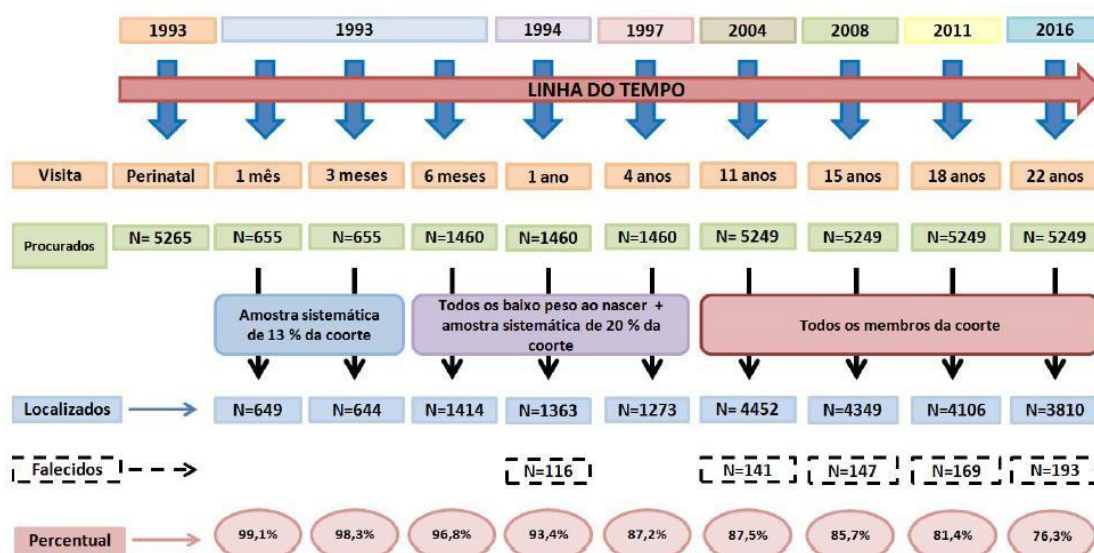 1993 1993 1994 1997 2004 2008 2011 2016
LINHA DO TEMPO
Visita Perinatal 1 mês 3 meses 6 meses 1 ano 4 anos 11 anos 15 anos 18 anos 22 anos
Procurados N= 5265 N=655 N=655 N=1460 N=1460 N=1460 N= 5249 N=5249 N=5249 N= 5249
Amostra sistemática
de 13 % da coorte
Todos os baixo peso ao nascer +
amostra sistemática de 20 % da
coorte
Todos os membros da coorte
Localizados N=649 N=644 N=1414 N=1363 N=1273 N= 4452 N=4349 N=4106 N=3810
Falecidos N=116 N=141 N=147 N=169 N=193
Percentual 99,1% 98,3% 96,8% 93,4% 87,2% 87,5% 85,7% 81,4% 76,3%